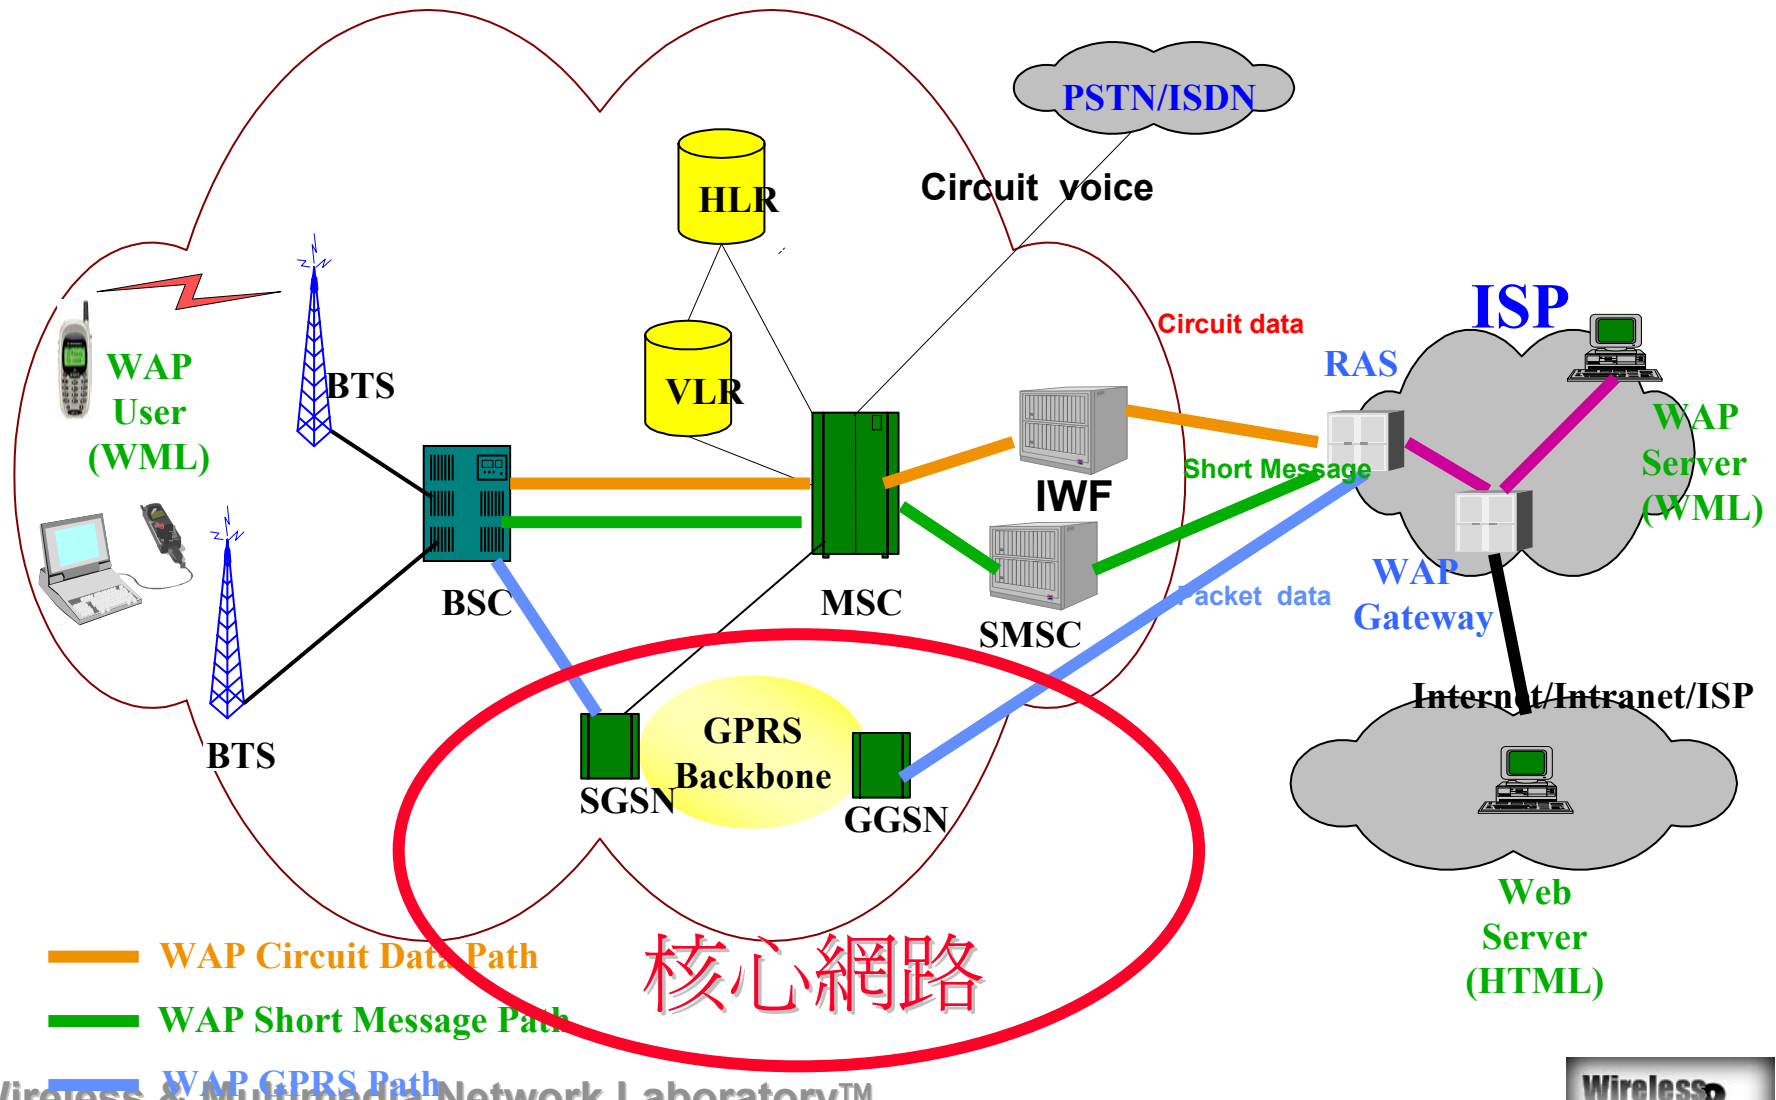 PSTN/ISDN
Circuit voice
HLR
ISP
Circuit data
RAS
WAP
User
(WML)
BTS
VLR
WAP
Server
(WML)
Short Message
IWF
WAP
Gateway
Packet data
BSC
MSC
SMSC
Internet/Intranet/ISP
GPRS
Backbone
BTS
SGSN
GGSN
Web
Server
(HTML)
核心網路
WAP Circuit Data Path
WAP Short Message Path
WAP GPRS Path
Wireless & Multimedia Network Laboratory™
Wireless